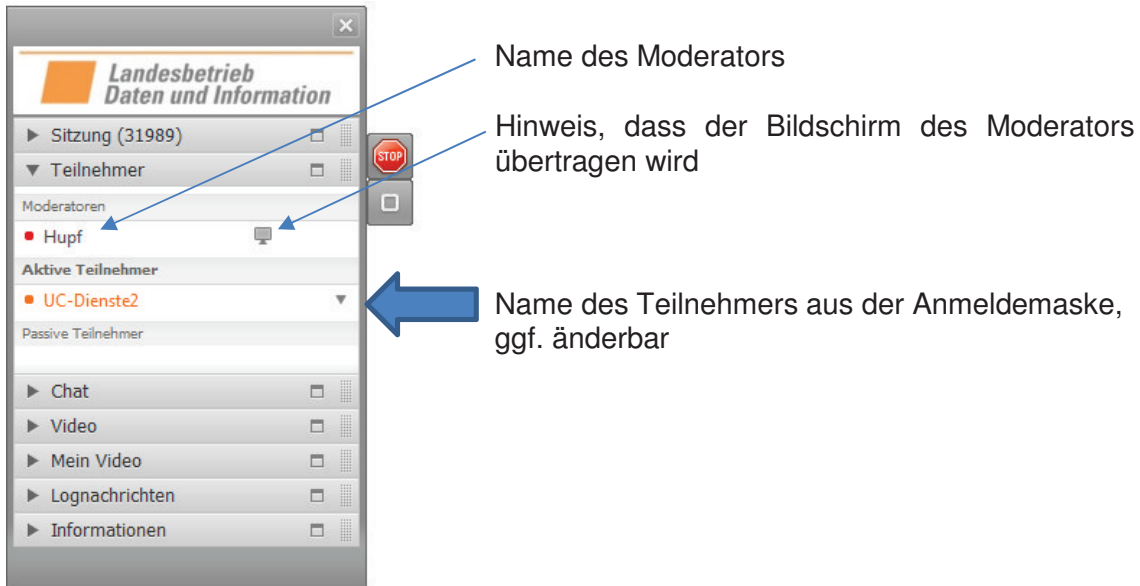 Landesbetrieb
Daten und Information
Sitzung (31989)
Teilnehmer
Moderatoren
Hupf
Aktive Teilnehmer
UC-Dienste2
Passive Teilnehmer
Chat
Video
Mein Video
Lognachrichten
Informationen
STOP
Name des Moderators
Hinweis, dass der Bildschirm des Moderators
übertragen wird
Name des Teilnehmers aus der Anmeldemaske,
ggf. änderbar